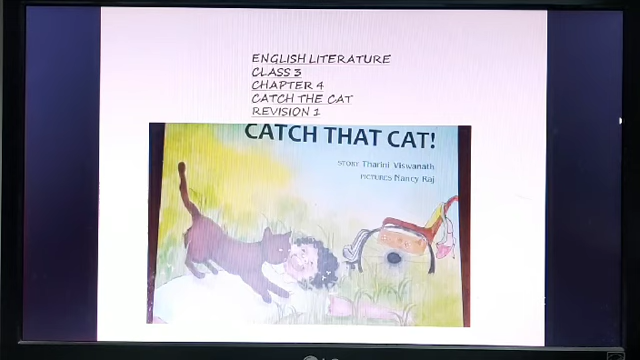 ENGLISH LITERATURE
CLASS 3
CHAPTER 4
CATCH THE CAT
REVISION 1
CATCH THAT CAT!
STORY Tharini Viswanath
PICTURES Nancy Raj
LG